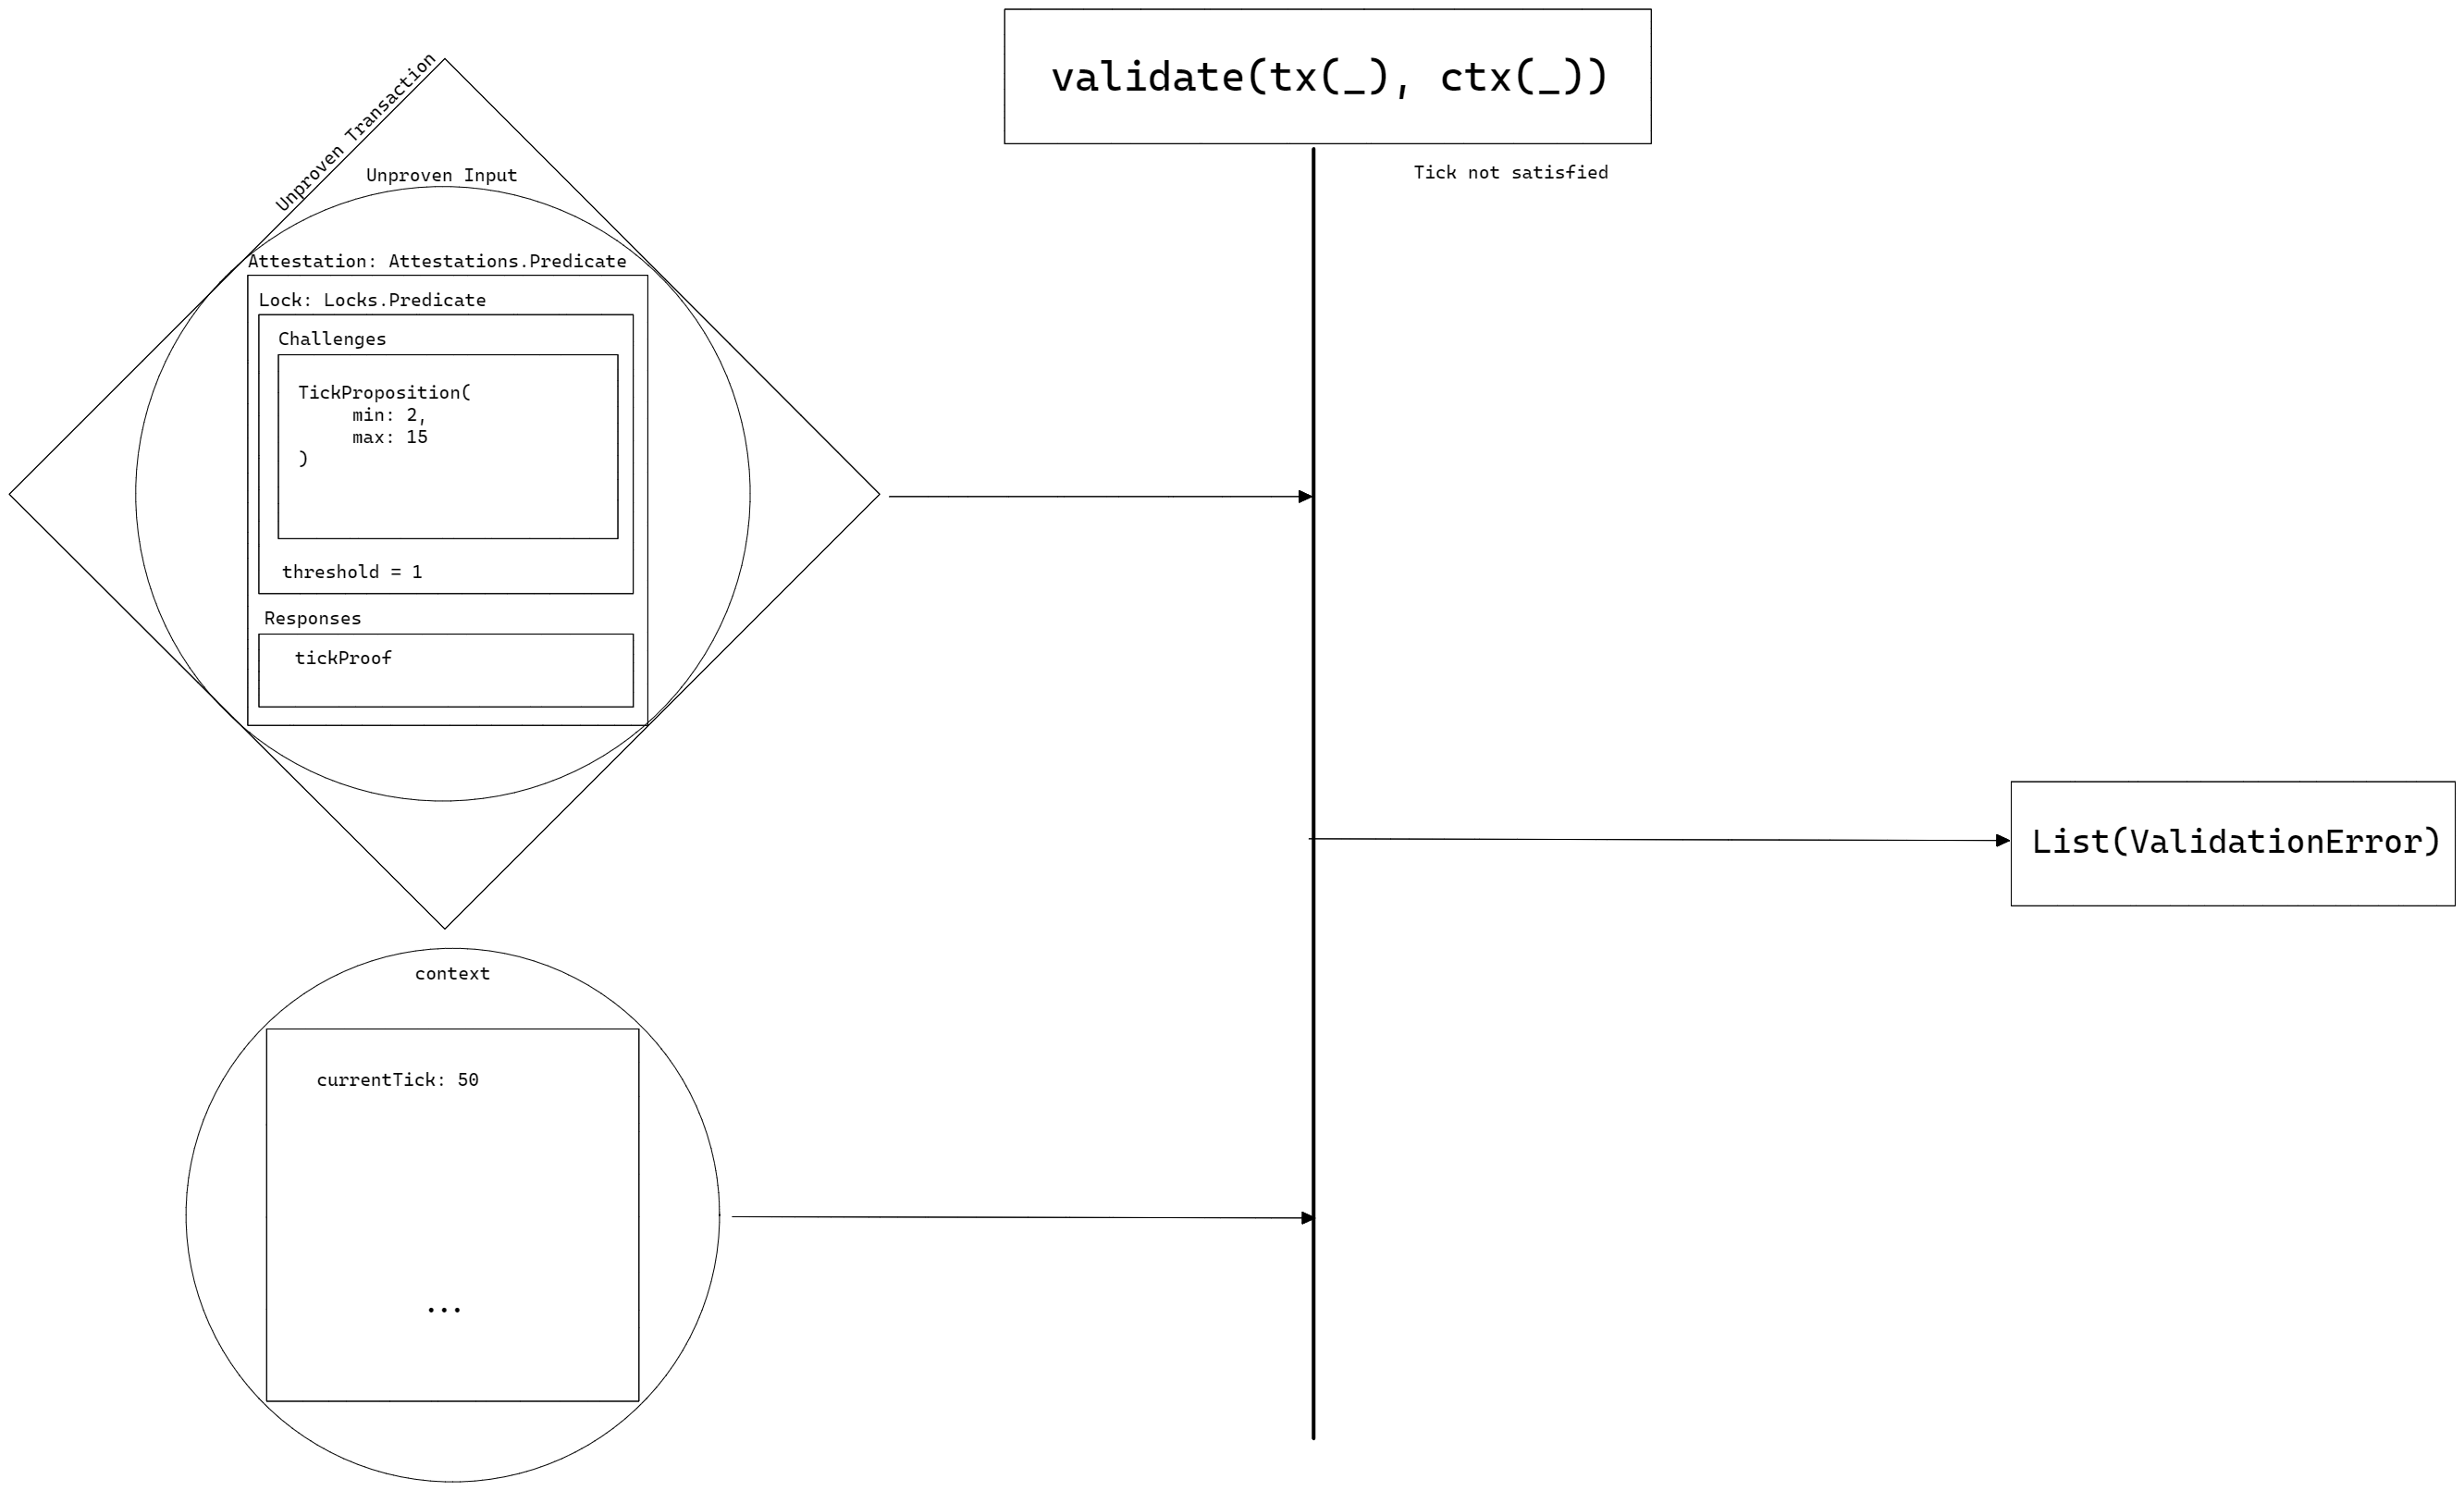 validate(tx(_), ctx(_))
Tick not satisfied
Unproven Transaction
Unproven Input
Attestation: Attestations.Predicate
Lock: Locks.Predicate
Challenges
TickProposition(
min: 2,
max: 15
)
threshold = 1
Responses
tickProof
List(ValidationError)
context
currentTick: 50
...